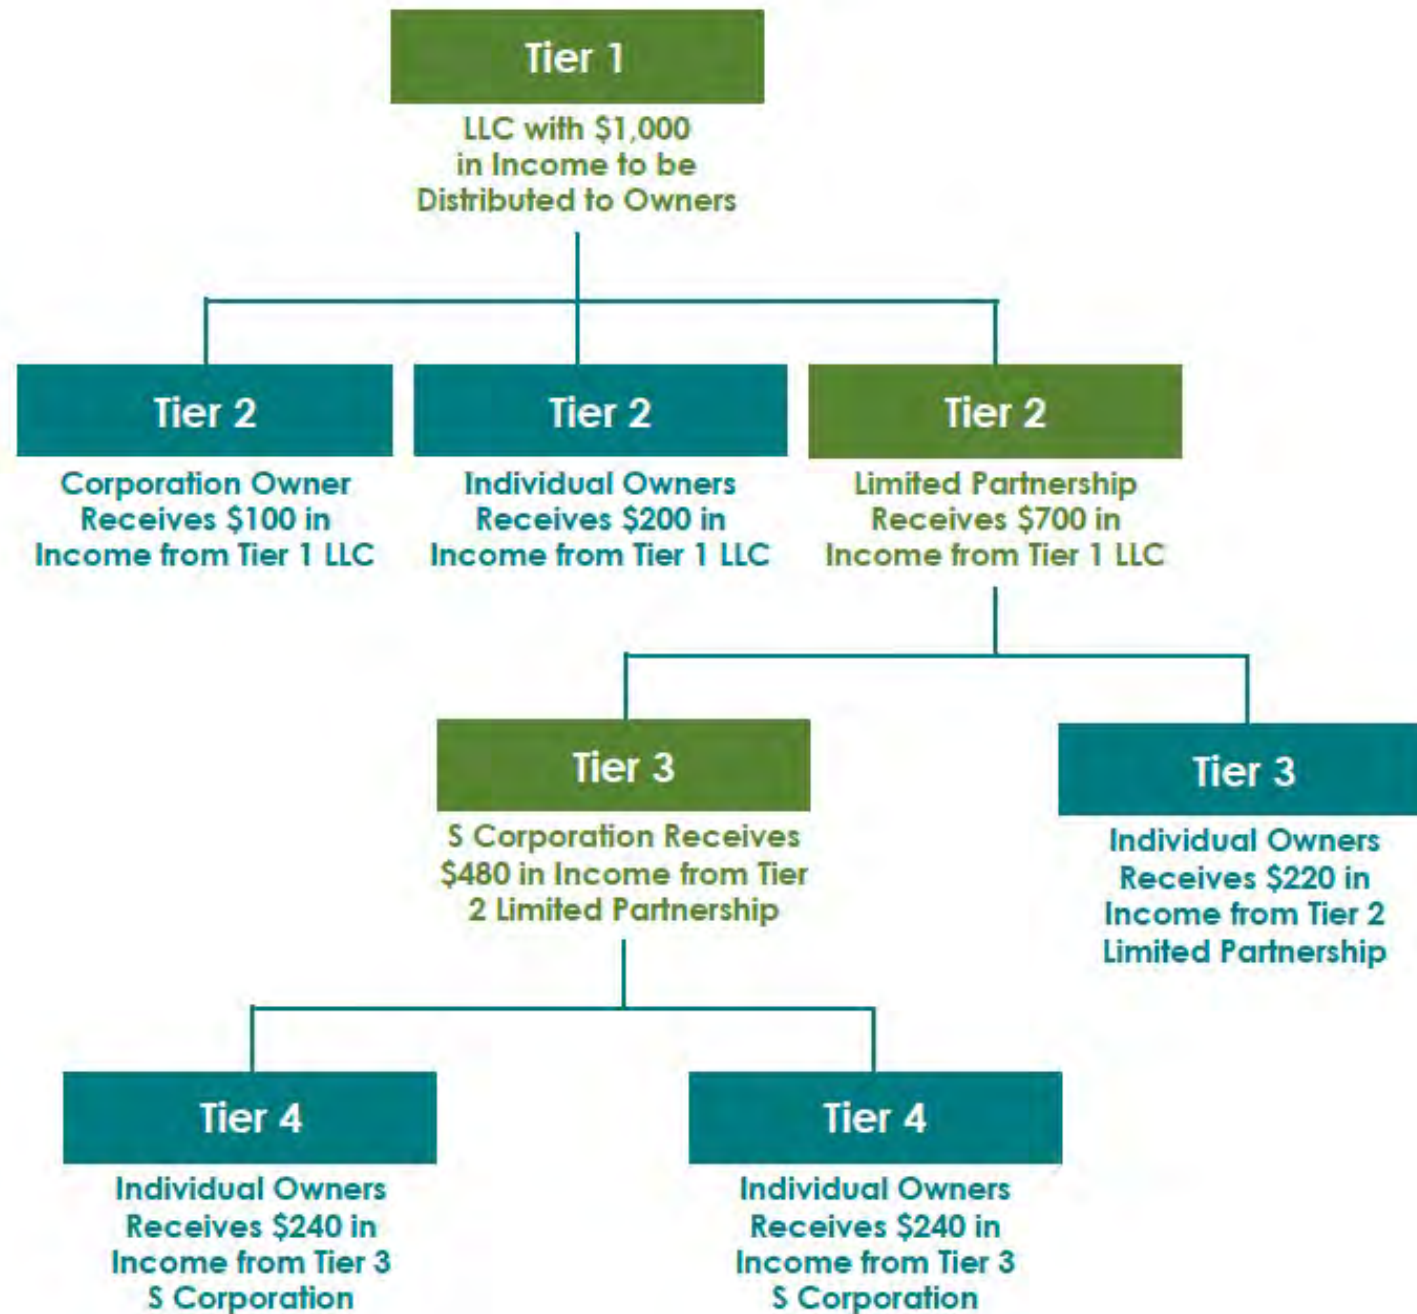 Tier 1
LLC with $1,000
in Income to be
Distributed to Owners
Tier 2
Corporation Owner
Receives $100 in
Income from Tier 1 LLC
Tier 2
Individual Owners
Receives $200 in
Income from Tier 1 LLC
Tier 2
Limited Partnership
Receives $700 in
Income from Tier 1 LLC
Tier 3
S Corporation Receives
$480 in Income from Tier
2 Limited Partnership
Tier 3
Individual Owners
Receives $220 in
Income from Tier 2
Limited Partnership
Tier 4
Individual Owners
Receives $240 in
Income from Tier 3
S Corporation
Tier 4
Individual Owners
Receives $240 in
Income from Tier 3
S Corporation